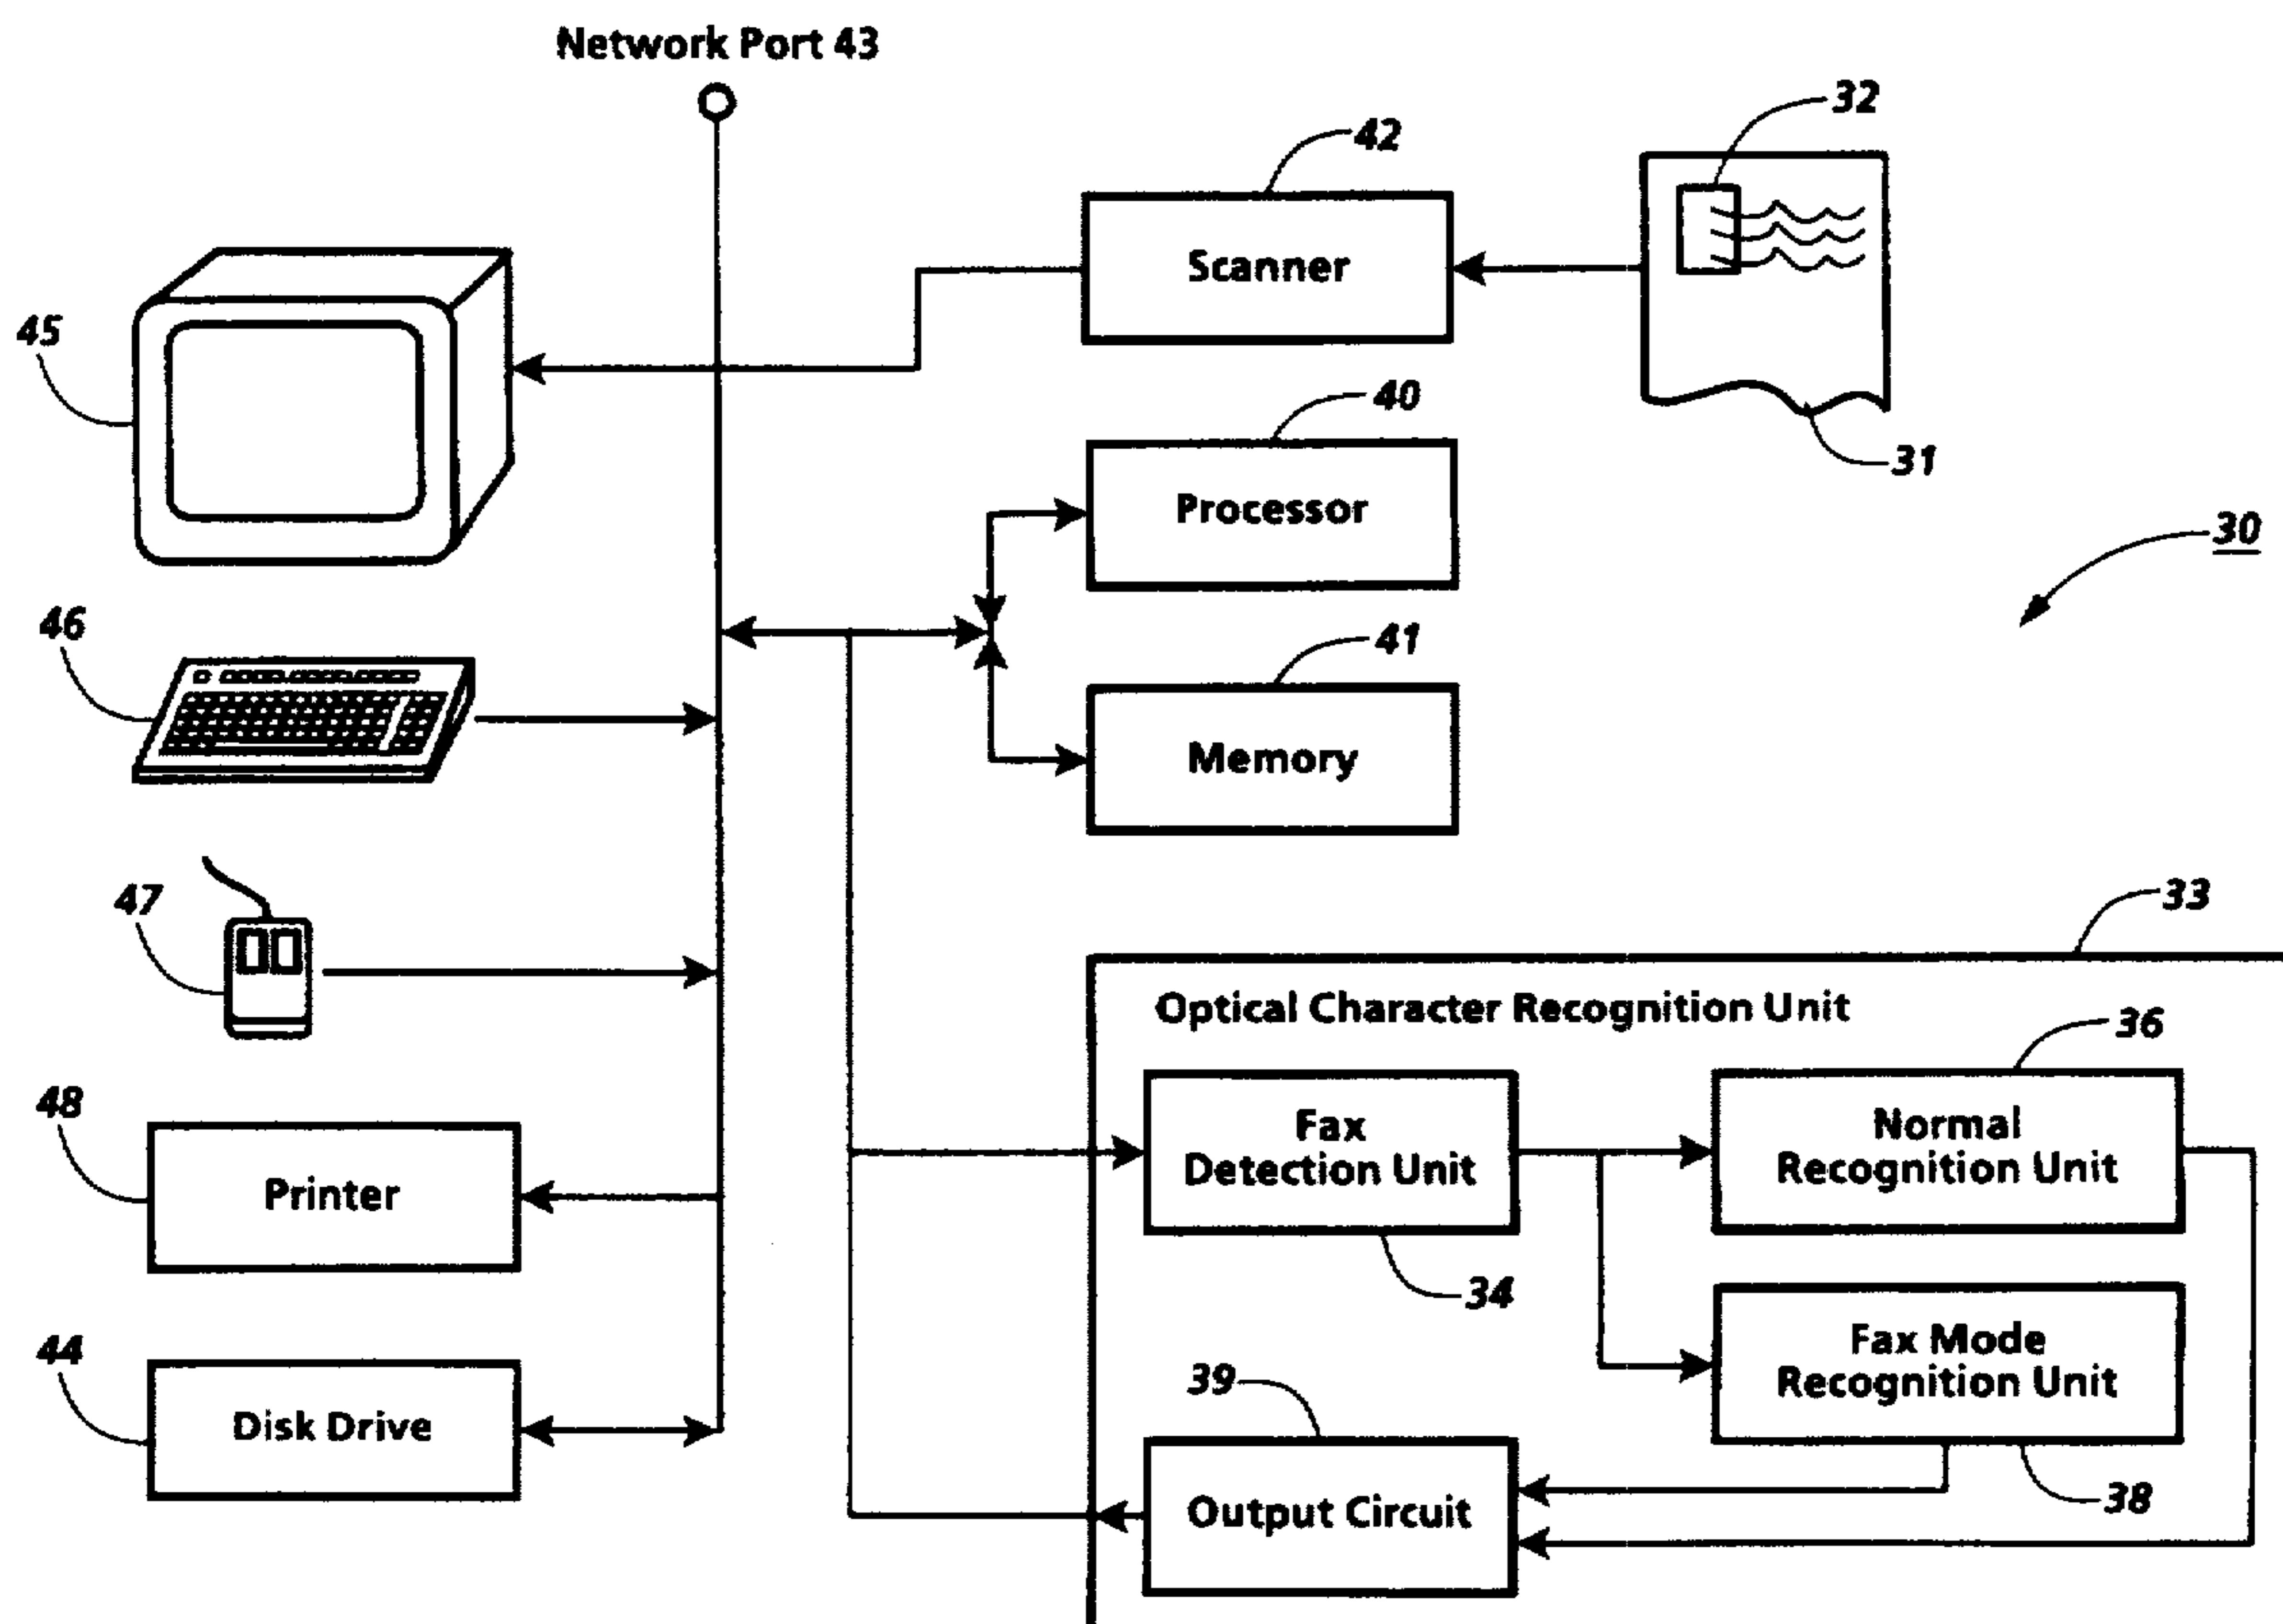 Network Port 43
32
42
Scanner
45
40
31
Processor
30
46
41
Memory
47
33
Optical Character Recognition Unit
36
48
Fax
Detection Unit
Normal
Recognition Unit
Printer
34
44
Fax Mode
Recognition Unit
39
Disk Drive
Output Circuit
38